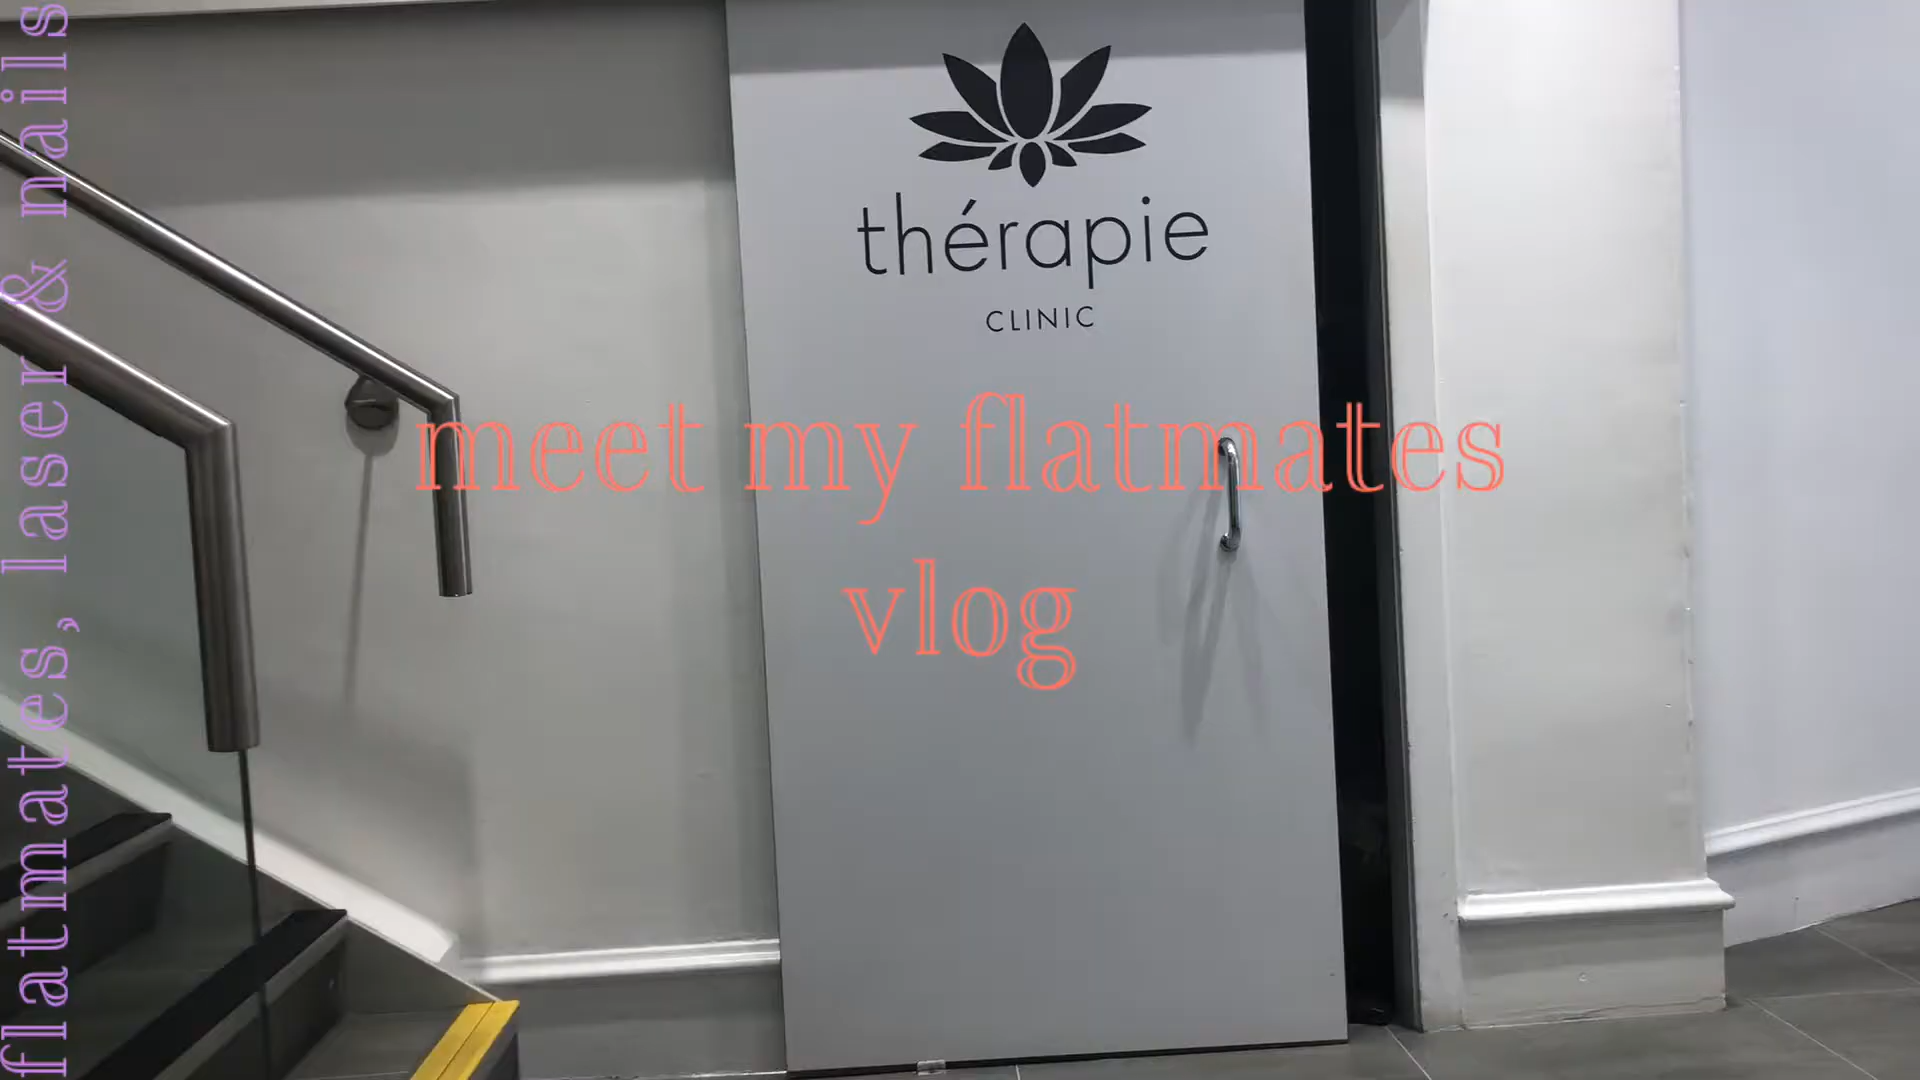 flatmates, laser & nails
thérapie
CLINIC
meet my flatmates
vlog